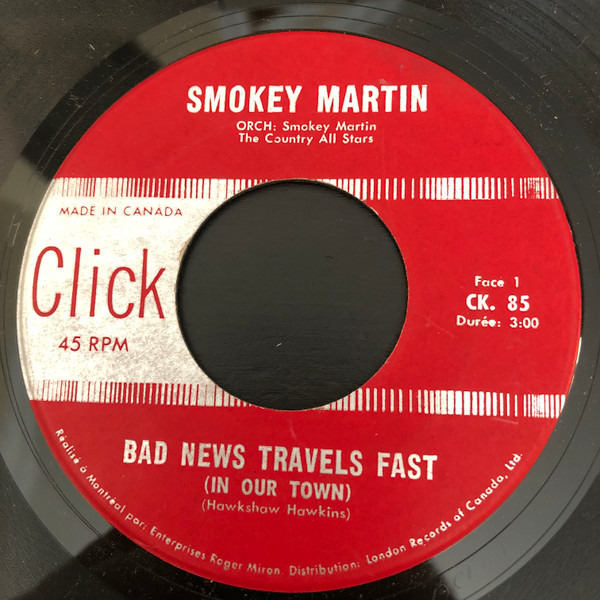 SMOKEY MARTIN
ORCH: Smokey Martin
The Country All Stars
MADE IN CANADA
Click
45 RPM
Face 1
CK. 85
Durée: 3:00
BAD NEWS TRAVELS FAST
(IN OUR TOWN)
(Hawkshaw Hawkins)
Réalisé à Montréal par: Enterprises Roger Miron. Distribution: London Records of Canada, Ltd.